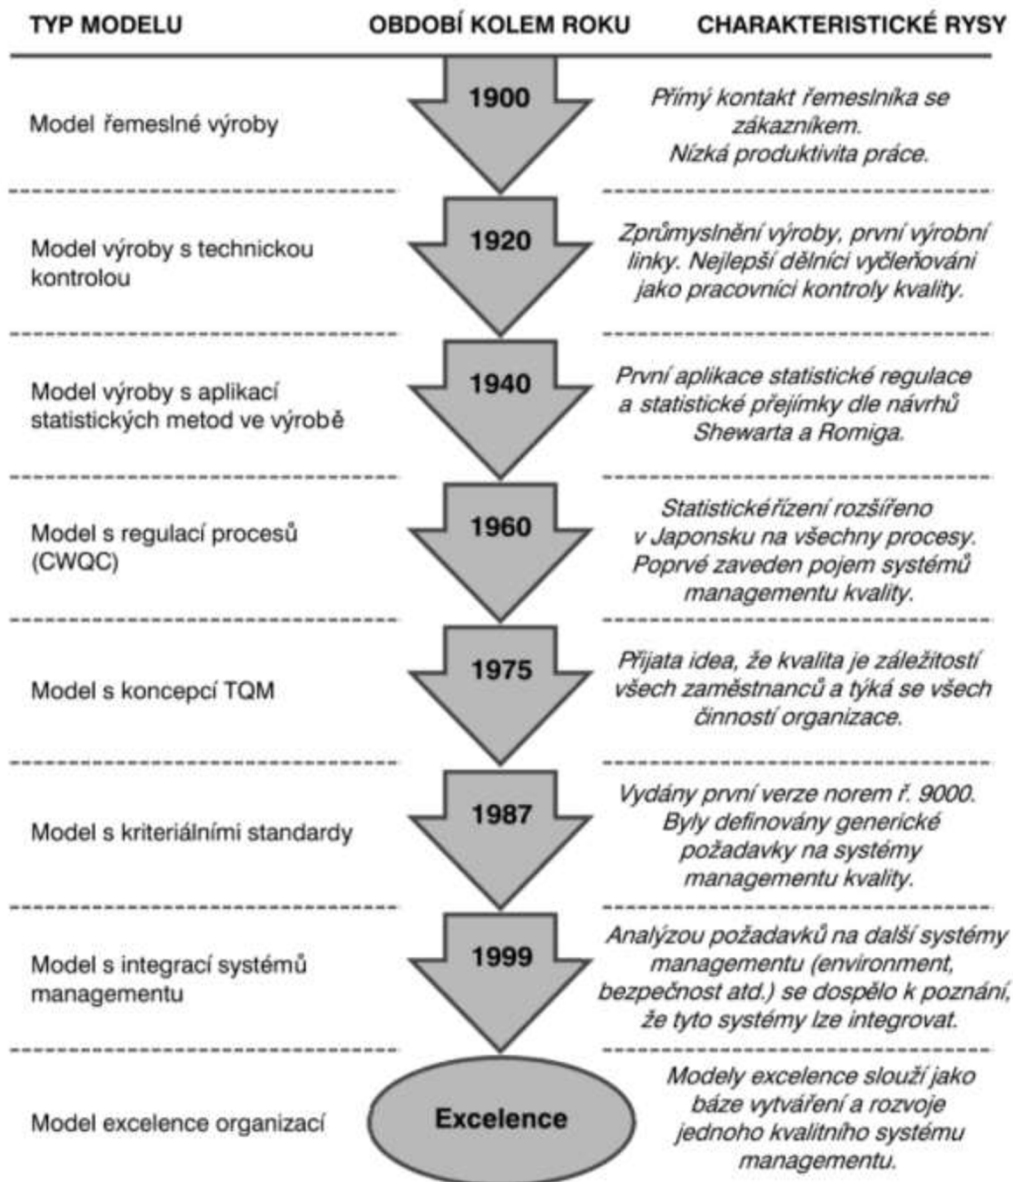 TYP MODELU OBDOBÍ KOLEM ROKU CHARAKTERISTICKÉ RYSY
Model řemeslné výroby
1900
Přímý kontakt řemeslníka se
zákazníkem.
Nízká produktivita práce.
Model výroby s technickou
kontrolou
1920
Zprůmyslnění výroby, první výrobní
linky. Nejlepší dělníci vyčleňováni
jako pracovníci kontroly kvality.
Model výroby s aplikací
statistických metod ve výrobě
1940
První aplikace statistické regulace
a statistické přejímky dle návrhů
Shewarta a Romiga.
Model s regulací procesů
(CWQC)
1960
Statistickéřízení rozšířeno
v Japonsku na všechny procesy.
Poprvé zaveden pojem systémů
managementu kvality.
Model s koncepcí TQM
1975
Přijata idea, že kvalita je záležitostí
všech zaměstnanců a týká se všech
činností organizace.
Model s kriteriálními standardy
1987
Vydány první verze norem ř. 9000.
Byly definovány generické
požadavky na systémy
managementu kvality.
Model s integrací systémů
managementu
1999
Analýzou požadavků na další systémy
managementu (environment,
bezpečnost atd.) se dospělo k poznání,
že tyto systémy lze integrovat.
Model excelence organizací
Excelence
Modely excelence slouží jako
báze vytváření a rozvoje
jednoho kvalitního systému
managementu.